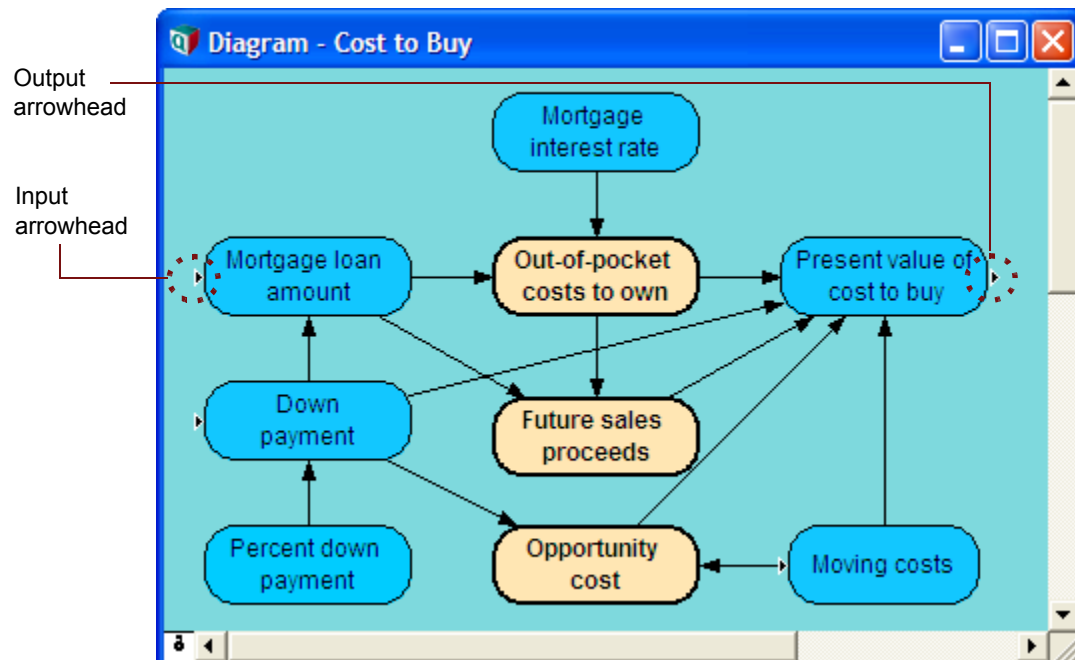 Diagram - Cost to Buy
Output
arrowhead
Input
arrowhead
Mortgage
interest rate
Mortgage loan
amount
Out-of-pocket
costs to own
Present value of
cost to buy
Down
payment
Future sales
proceeds
Percent down
payment
Opportunity
cost
Moving costs